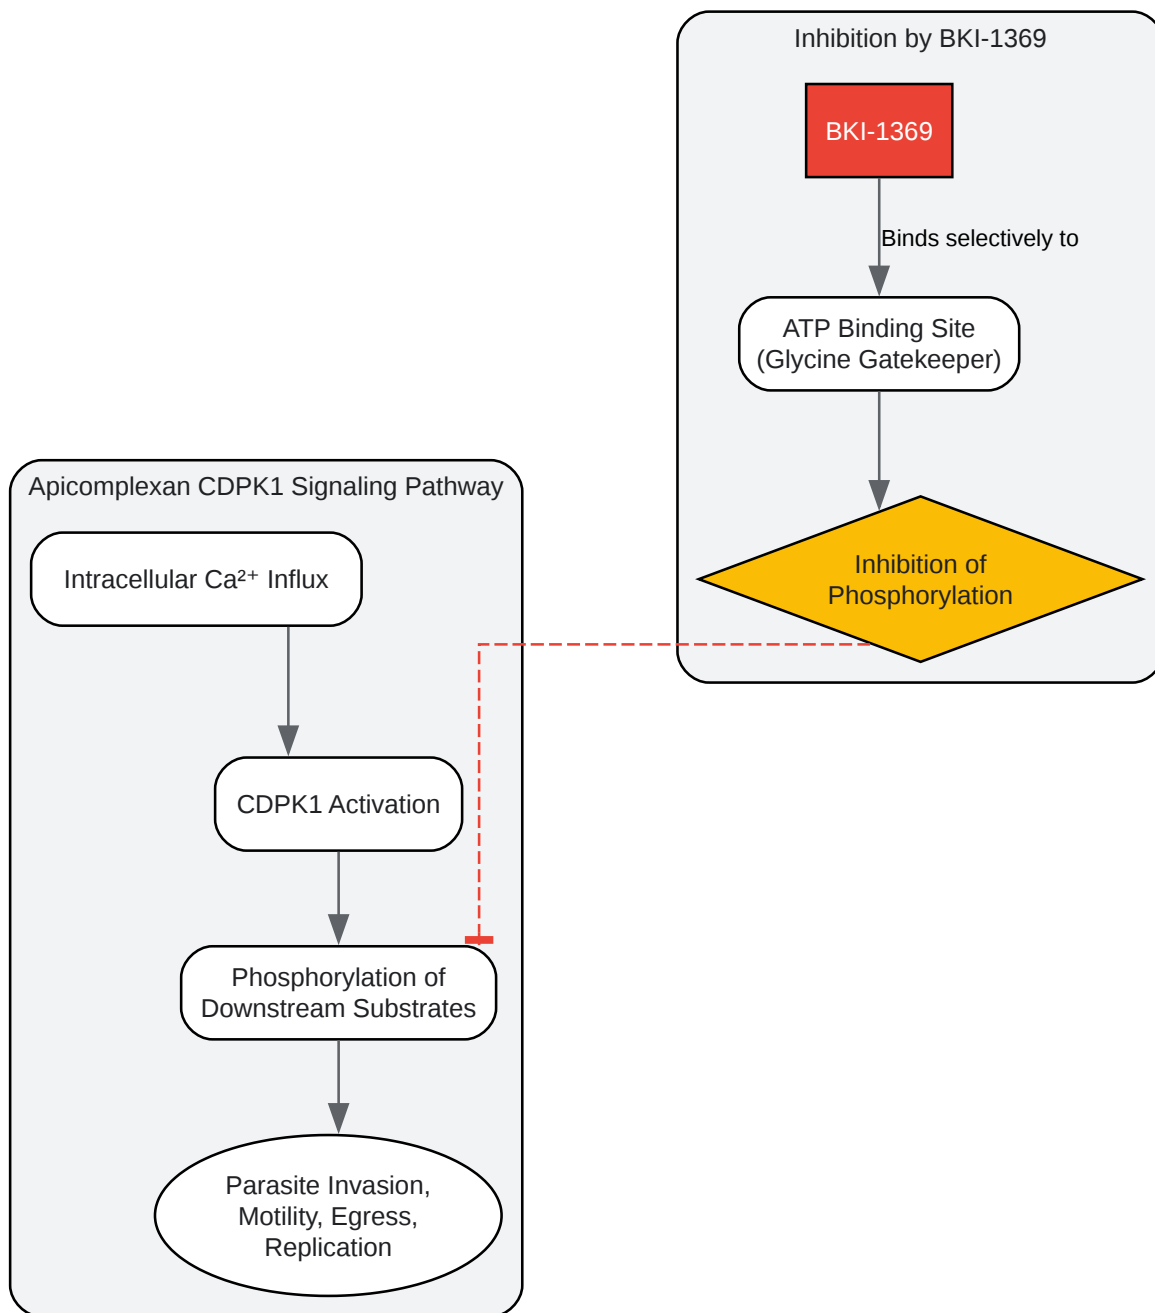 Inhibition by BKI-1369
BKI-1369
Binds selectively to
ATP Binding Site
(Glycine Gatekeeper)
Inhibition of
Phosphorylation
Apicomplexan CDPK1 Signaling Pathway
Intracellular Ca²⁺ Influx
CDPK1 Activation
Phosphorylation of
Downstream Substrates
Parasite Invasion,
Motility, Egress,
Replication